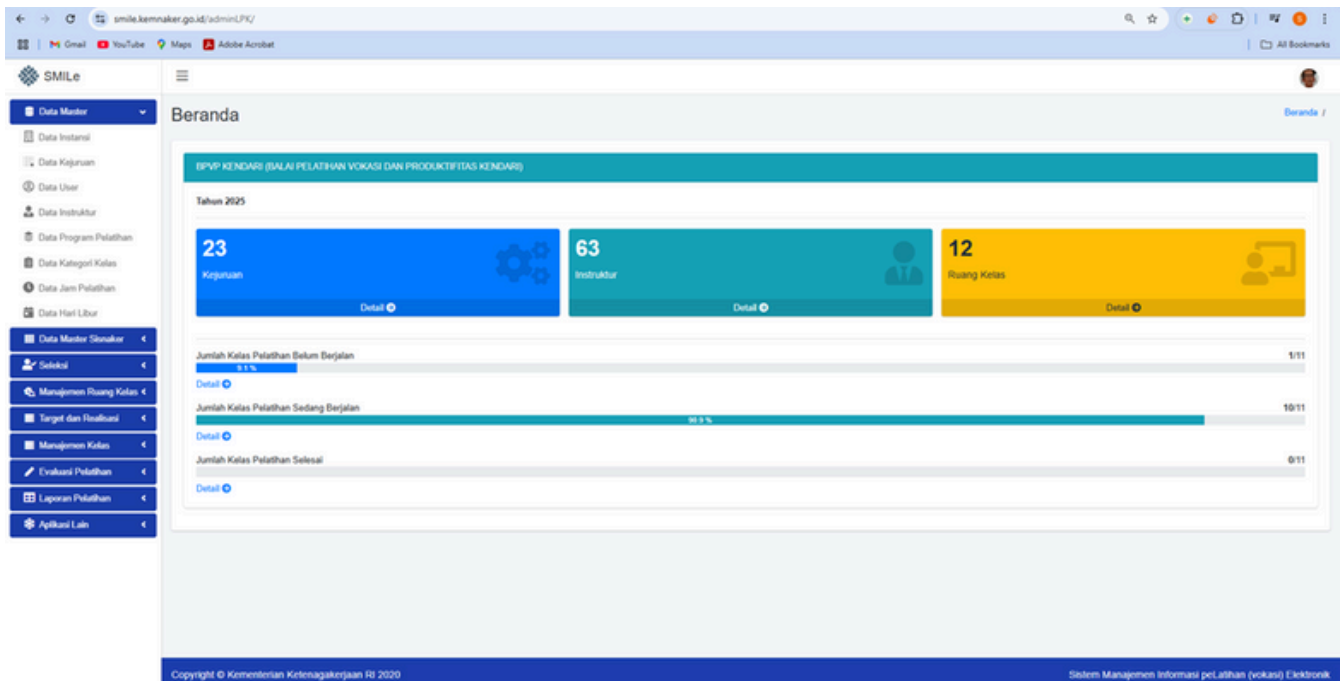 smile.kemnaker.go.id/adminLPK/
Gmail YouTube Maps Adobe Acrobat All Bookmarks
SMILe
Data Master
Data Instansi
Data Kejuruan
Data User
Data Instruktur
Data Program Pelatihan
Data Kategori Kelas
Data Jam Pelatihan
Data Hari Libur
Data Master Sisnaker
Seleksi
Manajemen Ruang Kelas
Target dan Realisasi
Manajemen Kelas
Evaluasi Pelatihan
Laporan Pelatihan
Aplikasi Lain
Beranda
Beranda /
BPVP KENDARI (BALAI PELATIHAN VOKASI DAN PRODUKTIFITAS KENDARI)
Tahun 2025
23
Kejuruan
Detail
63
Instruktur
Detail
12
Ruang Kelas
Detail
Jumlah Kelas Pelatihan Belum Berjalan 1/11
9.1 %
Detail
Jumlah Kelas Pelatihan Sedang Berjalan 10/11
90.9 %
Detail
Jumlah Kelas Pelatihan Selesai 0/11
Detail
Copyright © Kementerian Ketenagakerjaan RI 2020
Sistem Manajemen Informasi peLatihan (vokasi) Elektronik